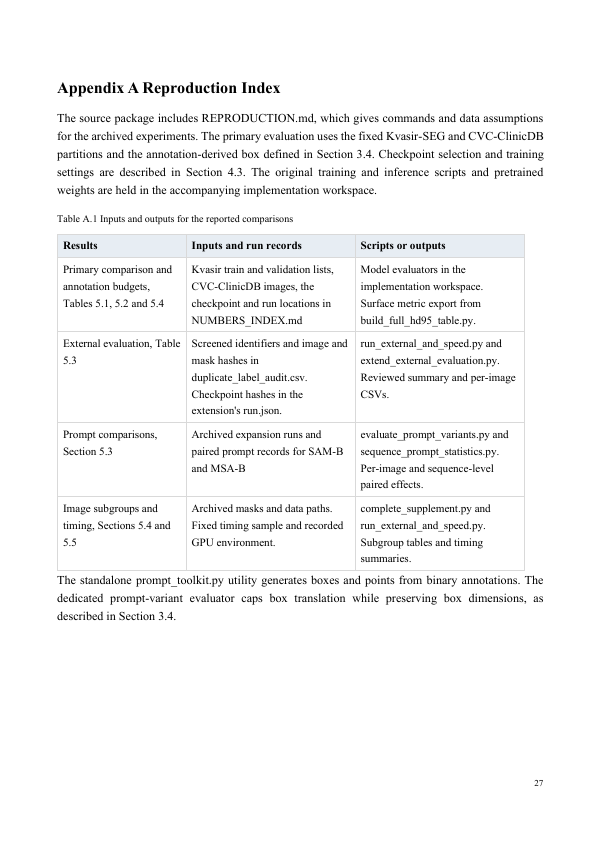 Appendix A Reproduction Index
The source package includes REPRODUCTION.md, which gives commands and data assumptions
for the archived experiments. The primary evaluation uses the fixed Kvasir-SEG and CVC-ClinicDB
partitions and the annotation-derived box defined in Section 3.4. Checkpoint selection and training
settings are described in Section 4.3. The original training and inference scripts and pretrained
weights are held in the accompanying implementation workspace.
Table A.1 Inputs and outputs for the reported comparisons
Results
Inputs and run records
Scripts or outputs
Primary comparison and
annotation budgets,
Tables 5.1, 5.2 and 5.4
Kvasir train and validation lists,
CVC-ClinicDB images, the
checkpoint and run locations in
NUMBERS_INDEX.md
Model evaluators in the
implementation workspace.
Surface metric export from
build_full_hd95_table.py.
External evaluation, Table
5.3
Screened identifiers and image and
mask hashes in
duplicate_label_audit.csv.
Checkpoint hashes in the
extension's run.json.
run_external_and_speed.py and
extend_external_evaluation.py.
Reviewed summary and per-image
CSVs.
Prompt comparisons,
Section 5.3
Archived expansion runs and
paired prompt records for SAM-B
and MSA-B
evaluate_prompt_variants.py and
sequence_prompt_statistics.py.
Per-image and sequence-level
paired effects.
Image subgroups and
timing, Sections 5.4 and
5.5
Archived masks and data paths.
Fixed timing sample and recorded
GPU environment.
complete_supplement.py and
run_external_and_speed.py.
Subgroup tables and timing
summaries.
The standalone prompt_toolkit.py utility generates boxes and points from binary annotations. The
dedicated prompt-variant evaluator caps box translation while preserving box dimensions, as
described in Section 3.4.
27